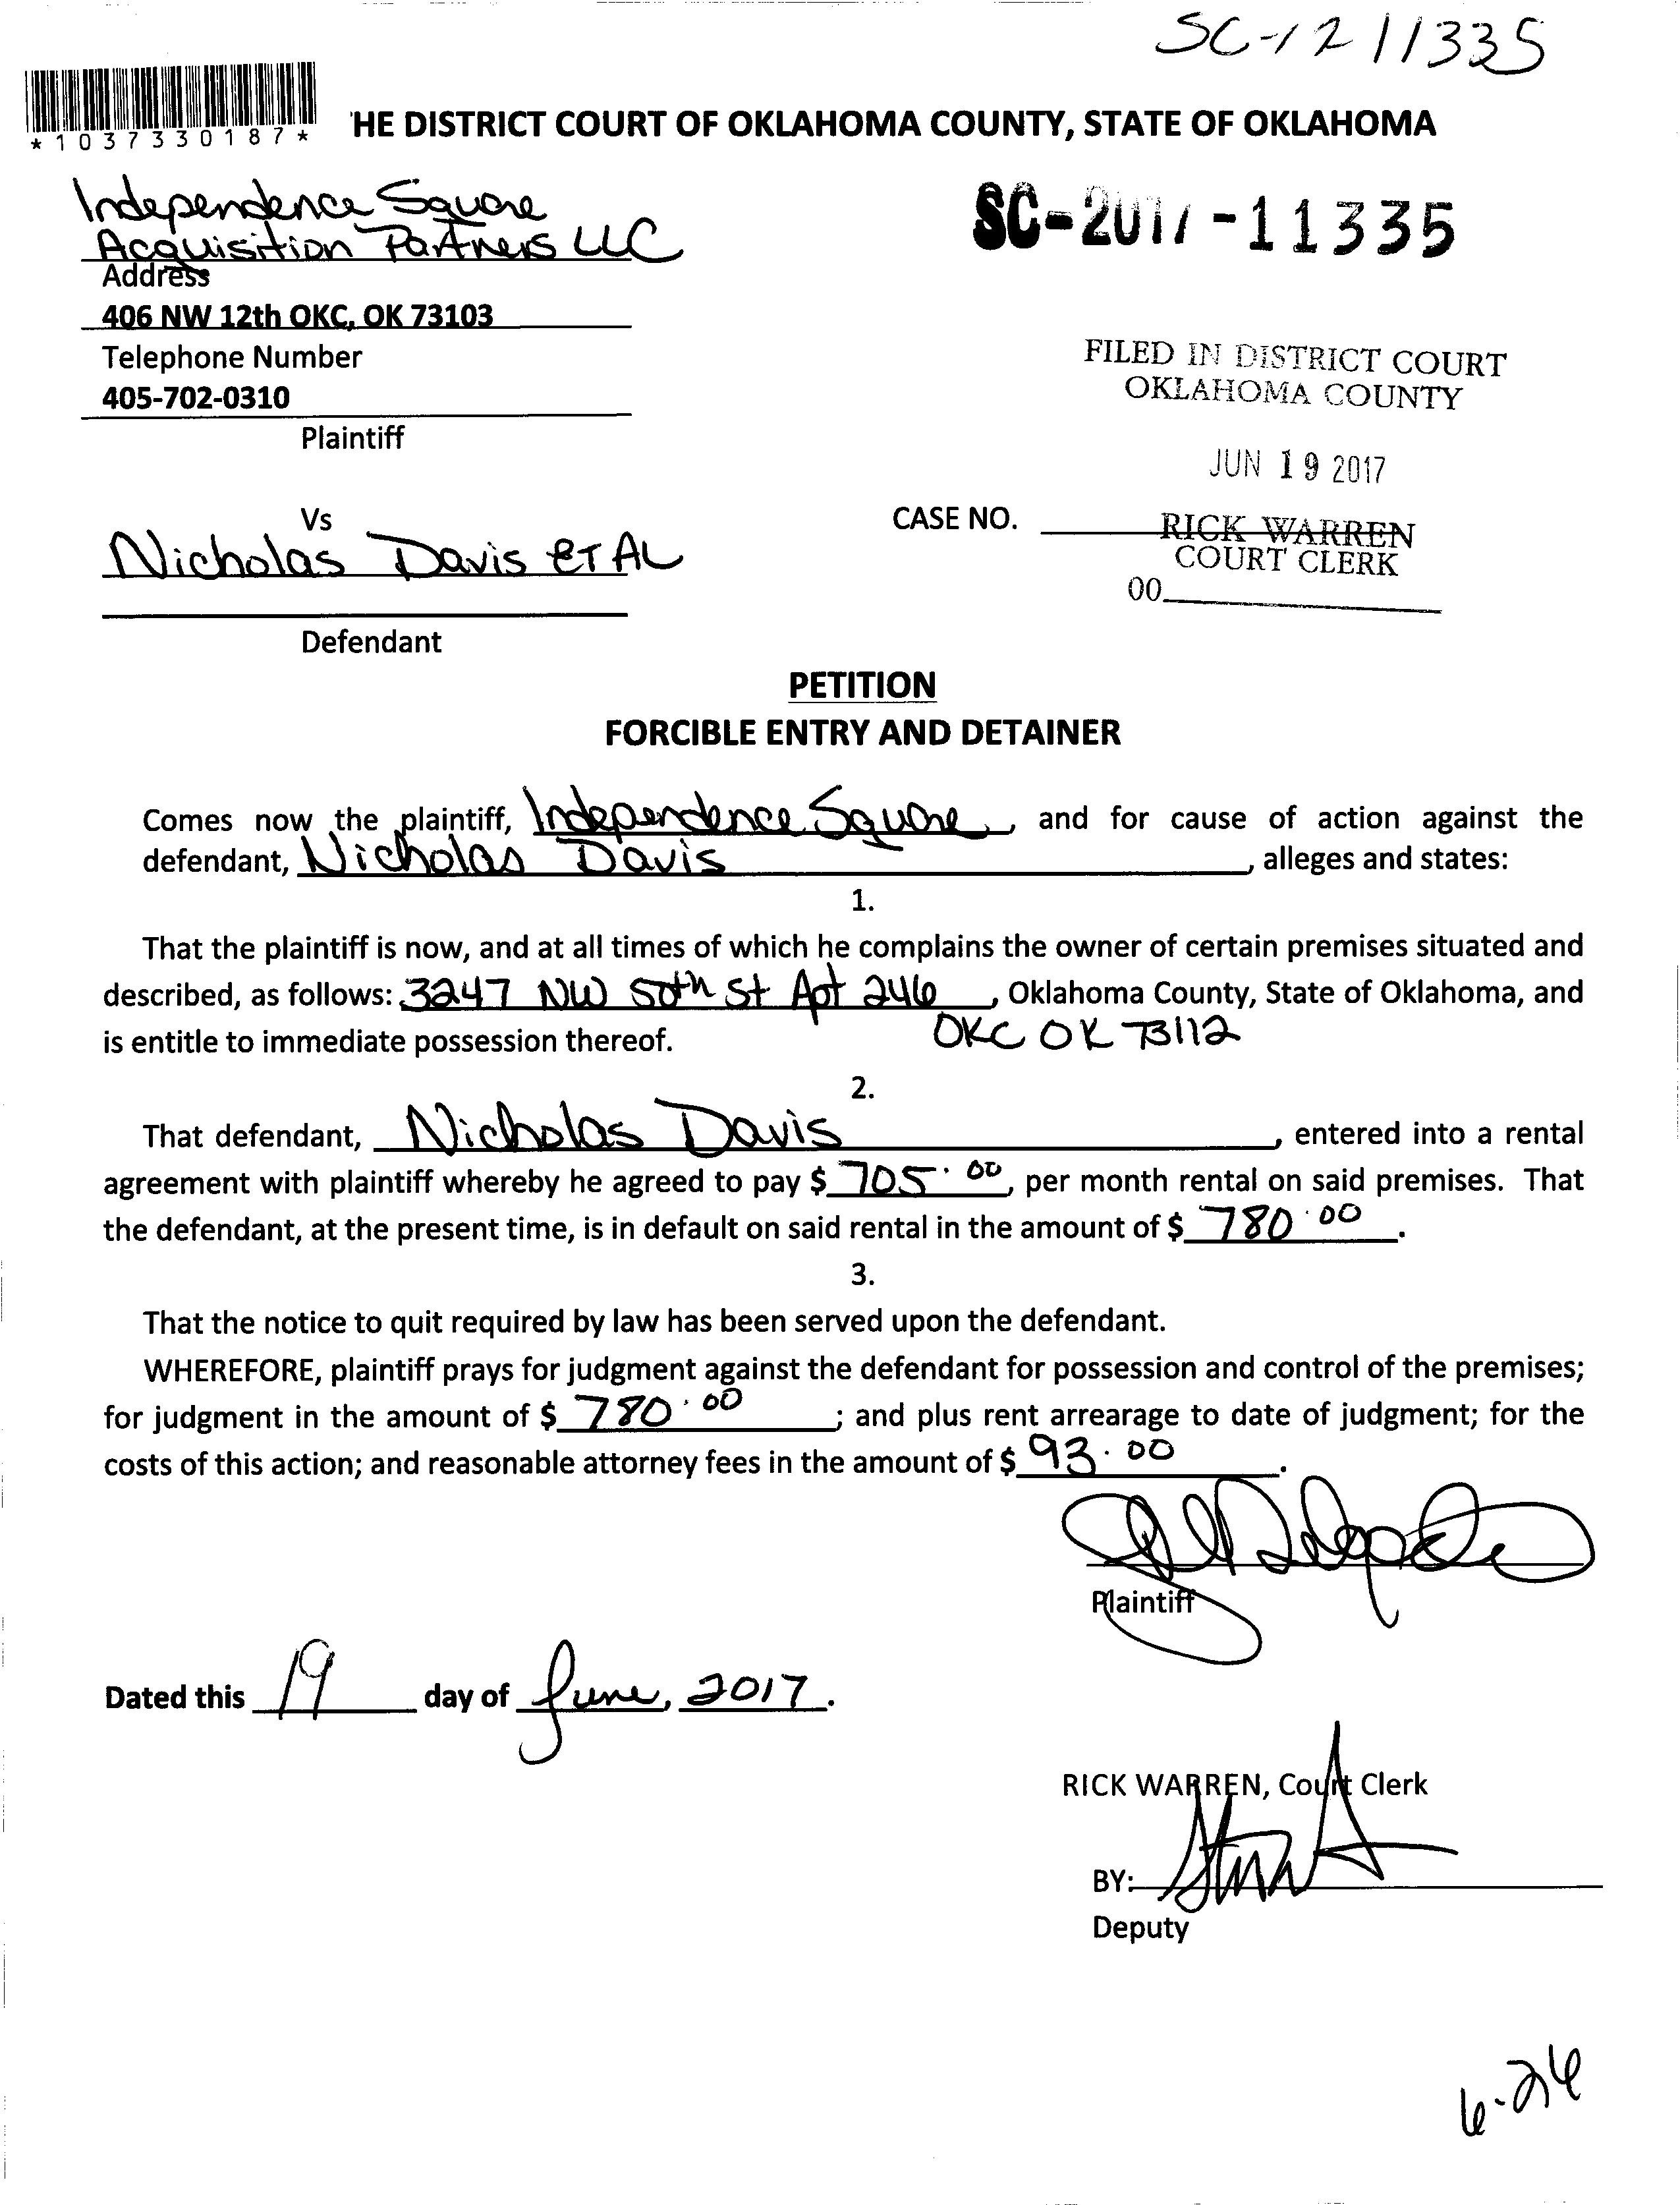 SC-1211335
*1037330187*
'HE DISTRICT COURT OF OKLAHOMA COUNTY, STATE OF OKLAHOMA
Independence Square
Acquisition Partners LLC
SC-2017-11335
Address
406 NW 12th OKC, OK 73103
Telephone Number
405-702-0310
Plaintiff
FILED IN DISTRICT COURT
OKLAHOMA COUNTY
JUN 19 2017
Vs
CASE NO.
RICK WARREN
COURT CLERK
00
Nicholas Davis ET AL
Defendant
PETITION
FORCIBLE ENTRY AND DETAINER
Comes now the plaintiff, Independence Square, and for cause of action against the
defendant, Nicholas Davis, alleges and states:
1.
That the plaintiff is now, and at all times of which he complains the owner of certain premises situated and
described, as follows: 3247 NW 50th St Apt 246, Oklahoma County, State of Oklahoma, and
is entitle to immediate possession thereof. OKC OK 73112
2.
That defendant, Nicholas Davis, entered into a rental
agreement with plaintiff whereby he agreed to pay $ 705.00, per month rental on said premises. That
the defendant, at the present time, is in default on said rental in the amount of $ 780.00.
3.
That the notice to quit required by law has been served upon the defendant.
WHEREFORE, plaintiff prays for judgment against the defendant for possession and control of the premises;
for judgment in the amount of $ 780.00; and plus rent arrearage to date of judgment; for the
costs of this action; and reasonable attorney fees in the amount of $ 93.00.
Plaintiff
Dated this 19 day of June, 2017.
RICK WARREN, Court Clerk
BY:
Deputy
6-26